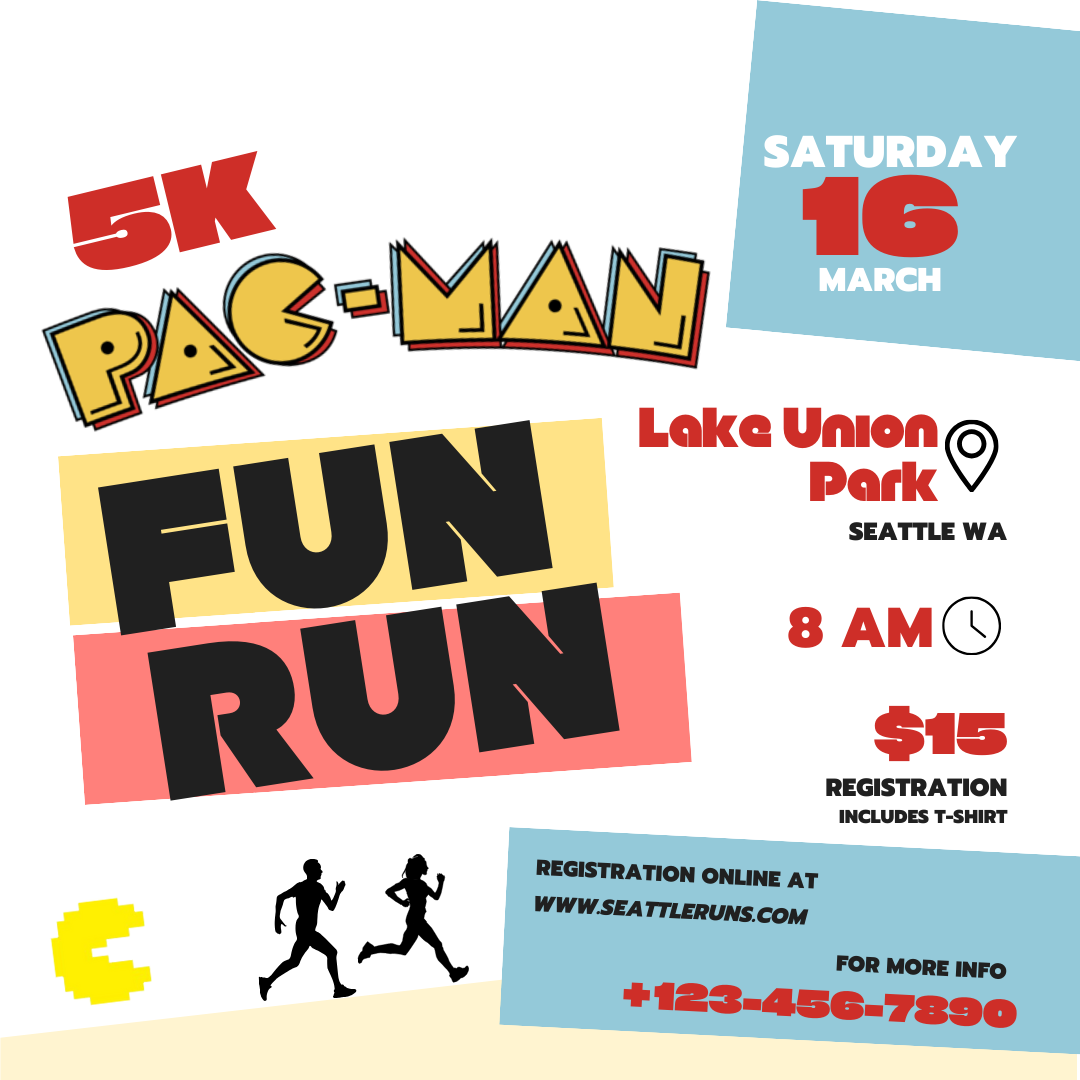 5K
PAC-MAN
FUN
RUN
SATURDAY
16
MARCH
Lake Union
Park
SEATTLE WA
8 AM
$15
REGISTRATION
INCLUDES T-SHIRT
REGISTRATION ONLINE AT
WWW.SEATTLERUNS.COM
FOR MORE INFO
+123-456-7890